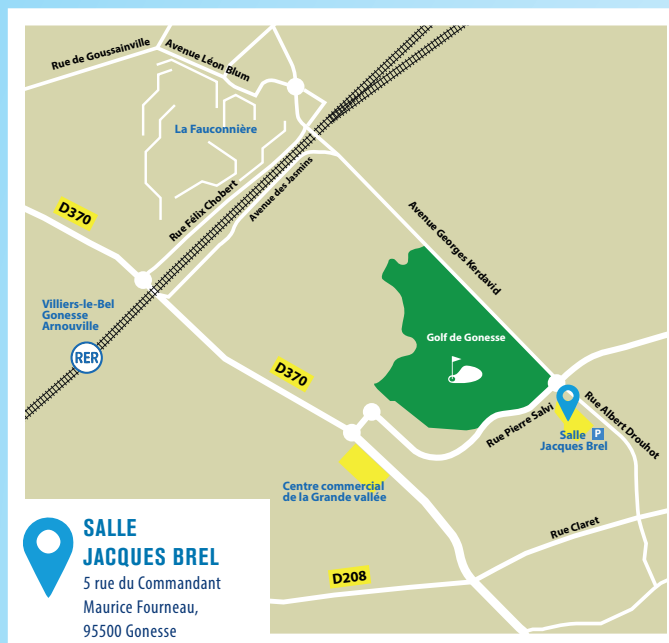 Rue de Goussainville
Avenue Léon Blum
La Fauconnière
Rue Félix Chobert
Avenue des Jasmins
D370
Avenue Georges Kerdavid
Villiers-le-Bel
Gonesse
Arnouville
RER
Golf de Gonesse
D370
Rue Pierre Salvi
Rue Albert Drouhot
Salle P
Jacques Brel
Centre commercial
de la Grande vallée
Rue Claret
D208
SALLE
JACQUES BREL
5 rue du Commandant
Maurice Fourneau,
95500 Gonesse